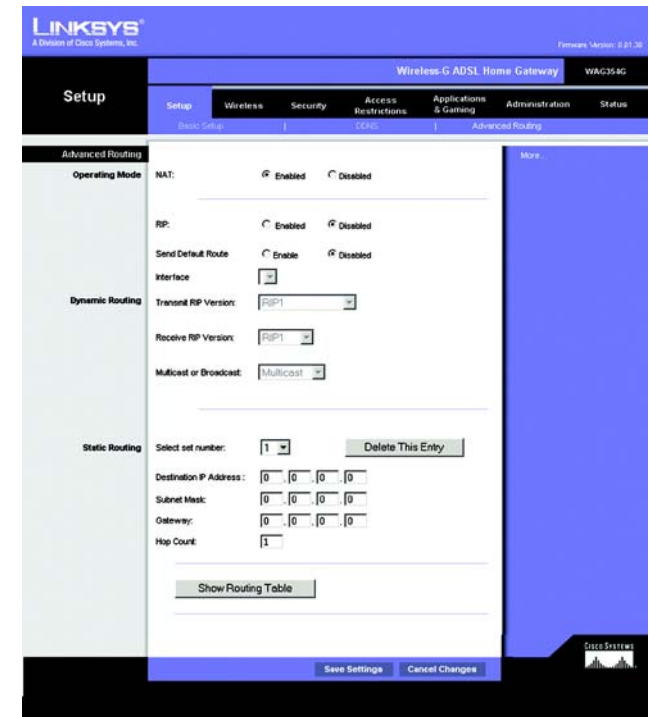 LINKSYS®
A Division of Cisco Systems, Inc.
Firmware Version: 0.01.38
Wireless-G ADSL Home Gateway WAG354G
Setup
Setup Wireless Security Access Restrictions Applications & Gaming Administration Status
Basic Setup | DDNS | Advanced Routing
Advanced Routing
More...
Operating Mode NAT: Enabled Disabled
RIP: Enabled Disabled
Send Default Route Enable Disabled
Interface
Dynamic Routing Transmit RIP Version: RIP1
Receive RIP Version: RIP1
Multicast or Broadcast: Multicast
Static Routing Select set number: 1 Delete This Entry
Destination IP Address : 0 . 0 . 0 . 0
Subnet Mask: 0 . 0 . 0 . 0
Gateway: 0 . 0 . 0 . 0
Hop Count: 1
Show Routing Table
Save Settings Cancel Changes
CISCO SYSTEMS